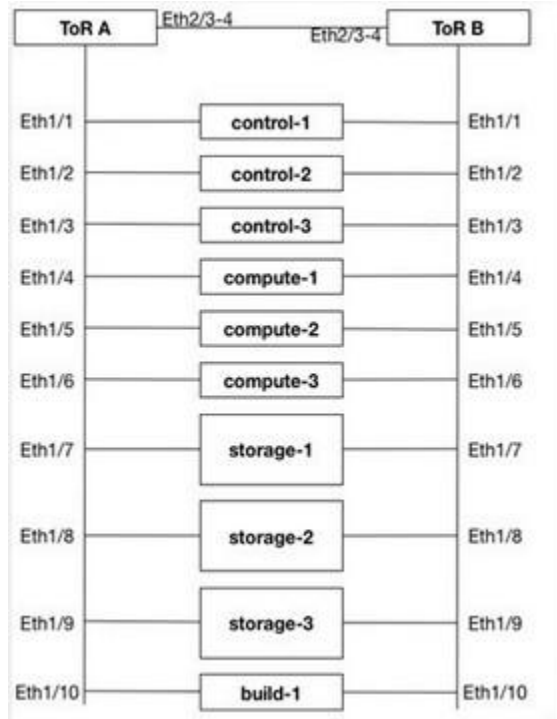 ToR A Eth2/3-4 Eth2/3-4 ToR B
Eth1/1 control-1 Eth1/1
Eth1/2 control-2 Eth1/2
Eth1/3 control-3 Eth1/3
Eth1/4 compute-1 Eth1/4
Eth1/5 compute-2 Eth1/5
Eth1/6 compute-3 Eth1/6
Eth1/7 storage-1 Eth1/7
Eth1/8 storage-2 Eth1/8
Eth1/9 storage-3 Eth1/9
Eth1/10 build-1 Eth1/10